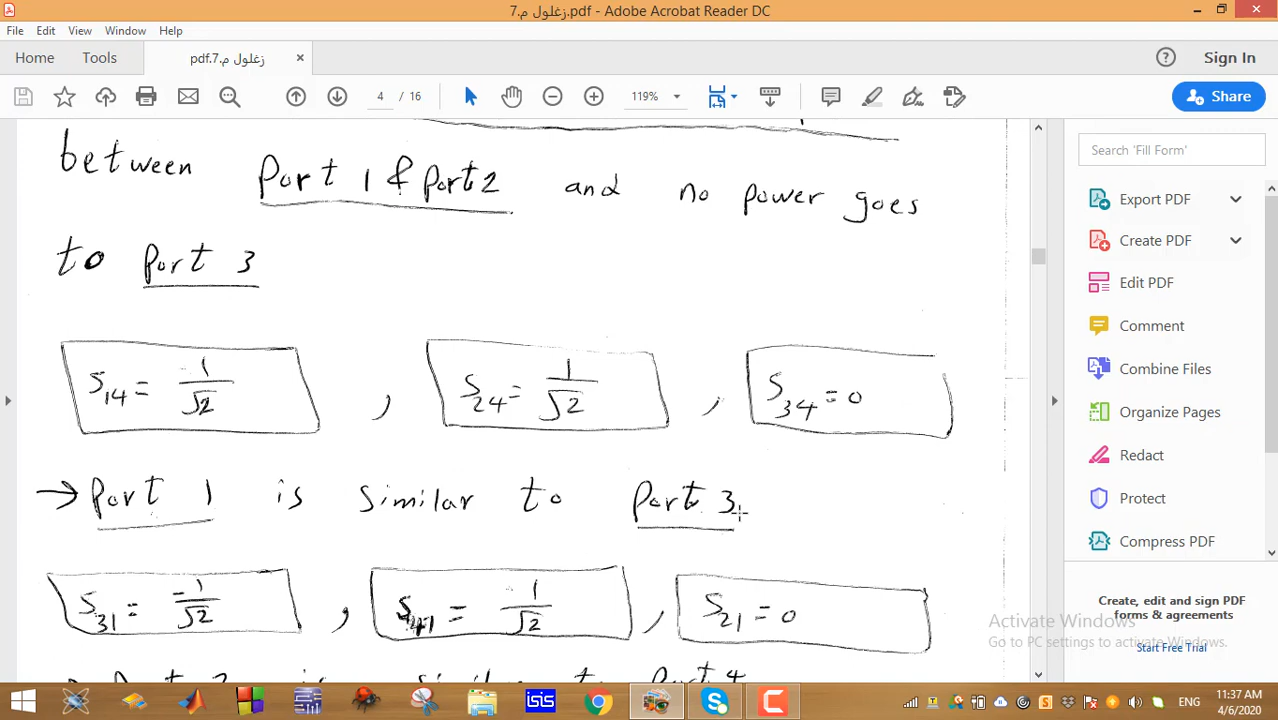 زغلول م.7.pdf - Adobe Acrobat Reader DC
File Edit View Window Help
Home Tools زغلول م.7.pdf × Sign In
4 / 16 119% Share
between Port 1 & Port 2 and no power goes
to Port 3
S14 = -1/√2 , S24 = 1/√2 , S34 = 0
→ Port 1 is similar to Port 3
S31 = -1/√2 , S41 = -1/√2 , S21 = 0
Search 'Fill Form'
Export PDF
Create PDF
Edit PDF
Comment
Combine Files
Organize Pages
Redact
Protect
Compress PDF
Convert, edit and sign PDF
forms & agreements
Start Free Trial
Activate Windows
Go to PC settings to activate Windows.
isis
ENG
11:37 AM
4/6/2020